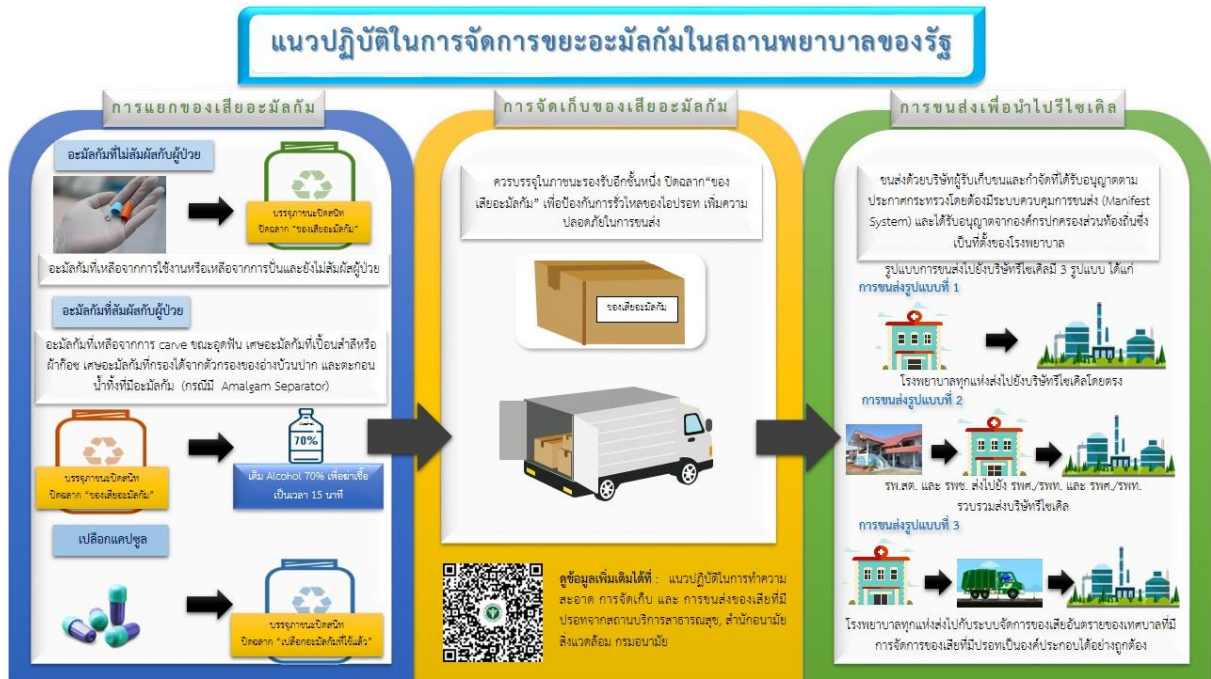 แนวปฏิบัติในการจัดการขยะอะมัลกัมในสถานพยาบาลของรัฐ
การแยกของเสียอะมัลกัม
อะมัลกัมที่ไม่สัมผัสกับผู้ป่วย
บรรจุภาชนะปิดสนิท
ปิดฉลาก “ของเสียอะมัลกัม”
อะมัลกัมที่เหลือจากการใช้งานหรือเหลือจากการปั่นและยังไม่สัมผัสผู้ป่วย
อะมัลกัมที่สัมผัสกับผู้ป่วย
อะมัลกัมที่เหลือจากการ carve ขณะอุดฟัน เศษอะมัลกัมที่เปื้อนสำลีหรือ
ผ้าก๊อซ เศษอะมัลกัมที่กรองได้จากตัวกรองของอ่างบ้วนปาก และตะกอน
น้ำทิ้งที่มีอะมัลกัม (กรณีมี Amalgam Separator)
บรรจุภาชนะปิดสนิท
ปิดฉลาก “ของเสียอะมัลกัม”
70%
เติม Alcohol 70% เพื่อฆ่าเชื้อ
เป็นเวลา 15 นาที
เปลือกแคปซูล
บรรจุภาชนะปิดสนิท
ปิดฉลาก “เปลือกอะมัลกัมที่ใช้แล้ว”
การจัดเก็บของเสียอะมัลกัม
ควรบรรจุในภาชนะรองรับอีกชั้นหนึ่ง ปิดฉลาก“ของ
เสียอะมัลกัม” เพื่อป้องกันการรั่วไหลของไอปรอท เพิ่มความ
ปลอดภัยในการขนส่ง
ของเสียอะมัลกัม
ดูข้อมูลเพิ่มเติมได้ที่ : แนวปฏิบัติในการทำความ
สะอาด การจัดเก็บ และ การขนส่งของเสียที่มี
ปรอทจากสถานบริการสาธารณสุข, สำนักอนามัย
สิ่งแวดล้อม กรมอนามัย
การขนส่งเพื่อนำไปรีไซเคิล
ขนส่งด้วยบริษัทผู้รับเก็บขนและกำจัดที่ได้รับอนุญาตตาม
ประกาศกระทรวงโดยต้องมีระบบควบคุมการขนส่ง (Manifest
System) และได้รับอนุญาตจากองค์กรปกครองส่วนท้องถิ่นซึ่ง
เป็นที่ตั้งของโรงพยาบาล
รูปแบบการขนส่งไปยังบริษัทรีไซเคิลมี 3 รูปแบบ ได้แก่
การขนส่งรูปแบบที่ 1
โรงพยาบาลทุกแห่งส่งไปยังบริษัทรีไซเคิลโดยตรง
การขนส่งรูปแบบที่ 2
รพ.สต. และ รพช. ส่งไปยัง รพศ./รพท. และ รพศ./รพท.
รวบรวมส่งบริษัทรีไซเคิล
การขนส่งรูปแบบที่ 3
โรงพยาบาลทุกแห่งส่งไปกับระบบจัดการของเสียอันตรายของเทศบาลที่มี
การจัดการของเสียที่มีปรอทเป็นองค์ประกอบได้อย่างถูกต้อง